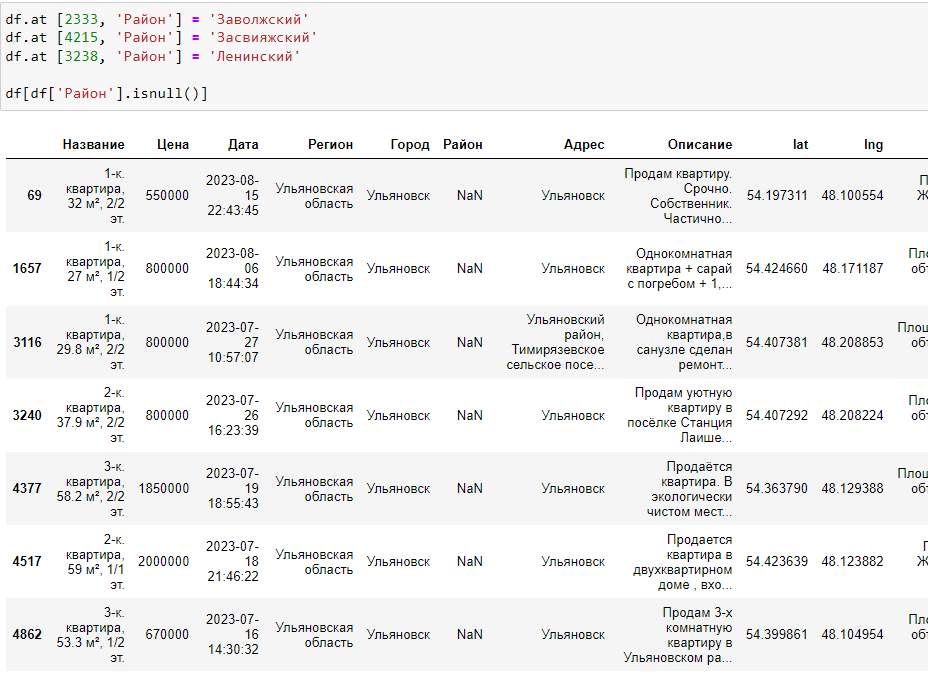 df.at [2333, 'Район'] = 'Заволжский'
df.at [4215, 'Район'] = 'Засвияжский'
df.at [3238, 'Район'] = 'Ленинский'
df[df['Район'].isnull()]
Название Цена Дата Регион Город Район Адрес Описание lat lng
69 1-к. квартира, 32 м², 2/2 эт. 550000 2023-08-15 22:43:45 Ульяновская область Ульяновск NaN Ульяновск Продам квартиру. Срочно. Собственник. Частично... 54.197311 48.100554 П Ж
1657 1-к. квартира, 27 м², 1/2 эт. 800000 2023-08-06 18:44:34 Ульяновская область Ульяновск NaN Ульяновск Однокомнатная квартира + сарай с погребом + 1,... 54.424660 48.171187 Пло об
3116 1-к. квартира, 29.8 м², 2/2 эт. 800000 2023-07-27 10:57:07 Ульяновская область Ульяновск NaN Ульяновский район, Тимирязевское сельское посе... Однокомнатная квартира,в санузле сделан ремонт... 54.407381 48.208853 Площ об
3240 2-к. квартира, 37.9 м², 2/2 эт. 800000 2023-07-26 16:23:39 Ульяновская область Ульяновск NaN Ульяновск Продам уютную квартиру в посёлке Станция Лаише... 54.407292 48.208224 Пло об
4377 3-к. квартира, 58.2 м², 2/2 эт. 1850000 2023-07-19 18:55:43 Ульяновская область Ульяновск NaN Ульяновск Продаётся квартира. В экологически чистом мест... 54.363790 48.129388 Площ об
4517 2-к. квартира, 59 м², 1/1 эт. 2000000 2023-07-18 21:46:22 Ульяновская область Ульяновск NaN Ульяновск Продается квартира в двухквартирном доме , вхо... 54.423639 48.123882 П Ж
4862 3-к. квартира, 53.3 м², 1/2 эт. 670000 2023-07-16 14:30:32 Ульяновская область Ульяновск NaN Ульяновск Продам 3-х комнатную квартиру в Ульяновском ра... 54.399861 48.104954 Пло об